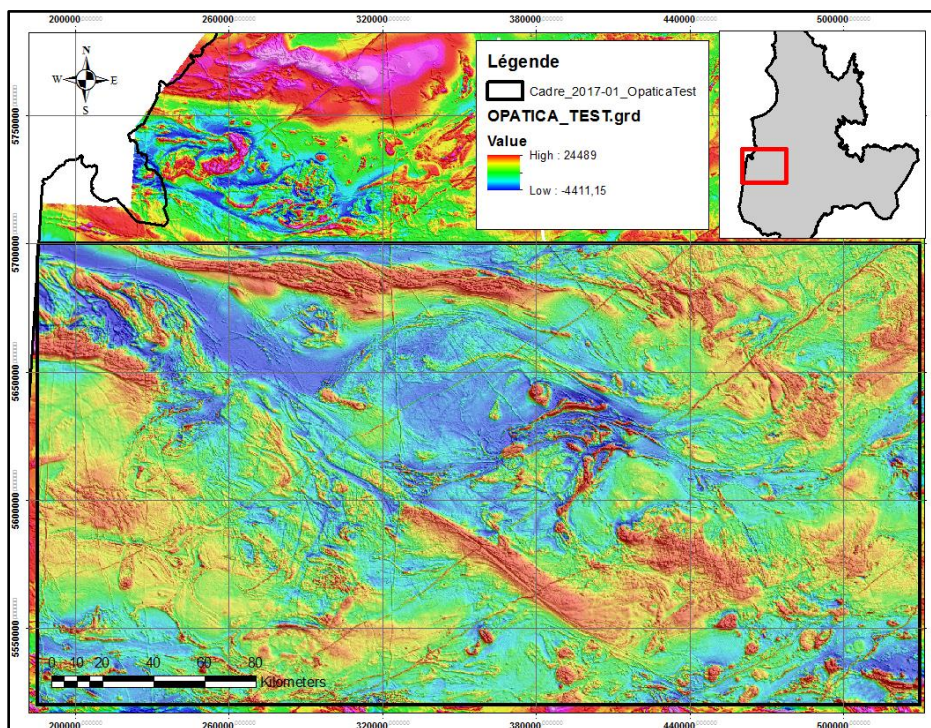 200000 260000 320000 380000 440000 500000
N
W E
S
Légende
Cadre_2017-01_OpaticaTest
OPATICA_TEST.grd
Value
High : 24489
Low : -4411,15
5750000
5700000
5650000
5600000
5550000
0 10 20 40 60 80
Kilometers
200000 260000 320000 380000 440000 500000